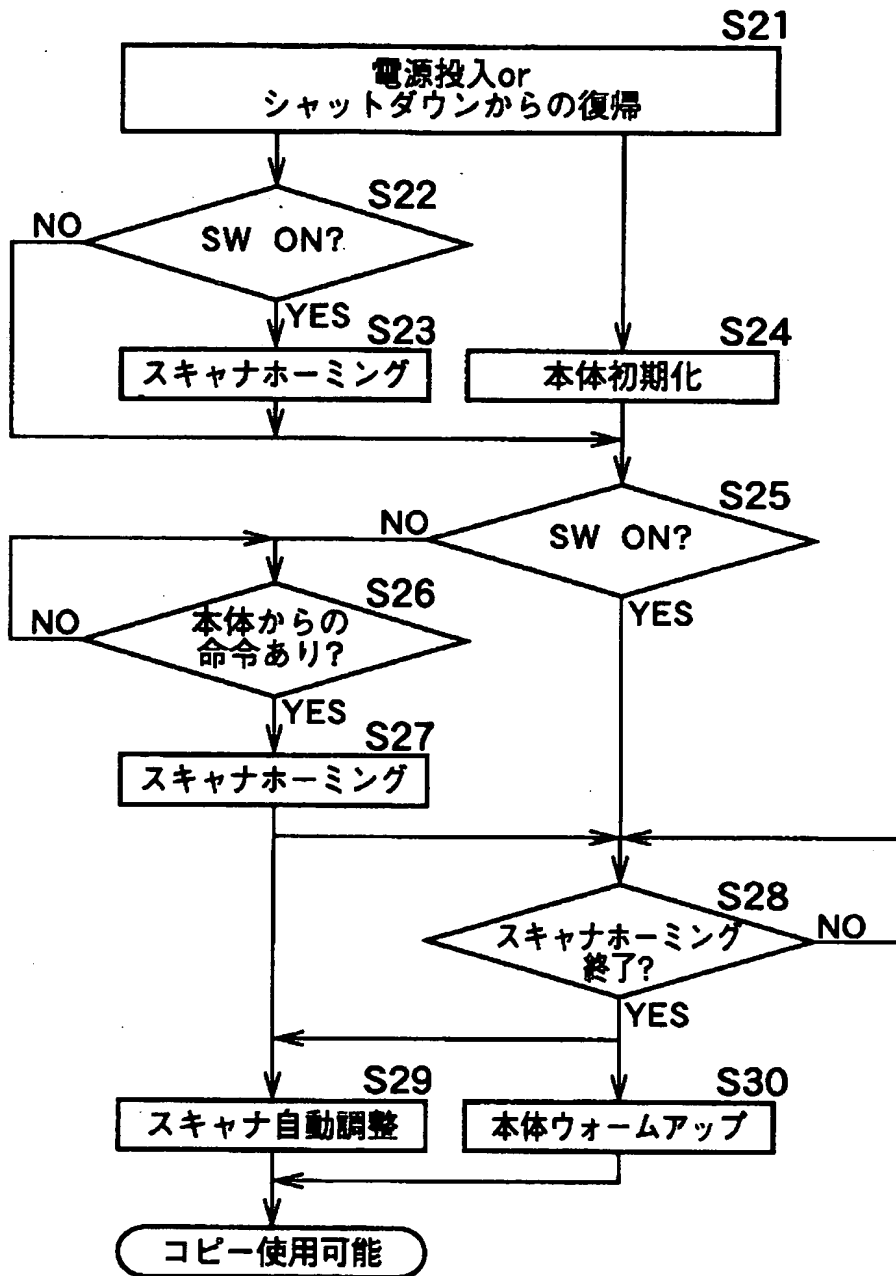 S21
電源投入or
シャットダウンからの復帰
S22
NO
SW ON?
YES
S23
スキャナホーミング
S24
本体初期化
S25
NO
SW ON?
YES
S26
NO
本体からの
命令あり?
YES
S27
スキャナホーミング
S28
NO
スキャナホーミング
終了?
YES
S29
スキャナ自動調整
S30
本体ウォームアップ
コピー使用可能